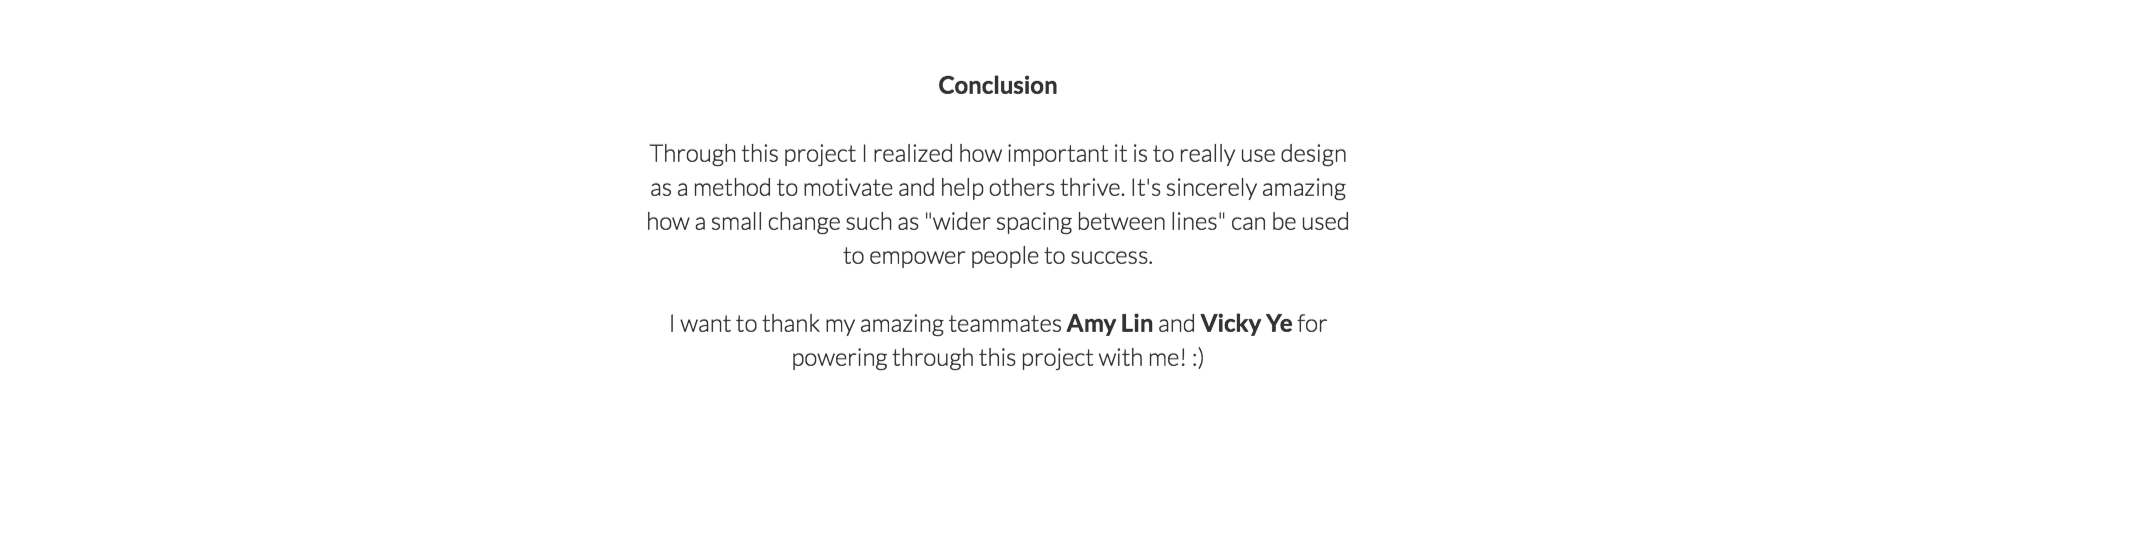 Conclusion
Through this project I realized how important it is to really use design
as a method to motivate and help others thrive. It's sincerely amazing
how a small change such as "wider spacing between lines" can be used
to empower people to success.
I want to thank my amazing teammates Amy Lin and Vicky Ye for
powering through this project with me! :)